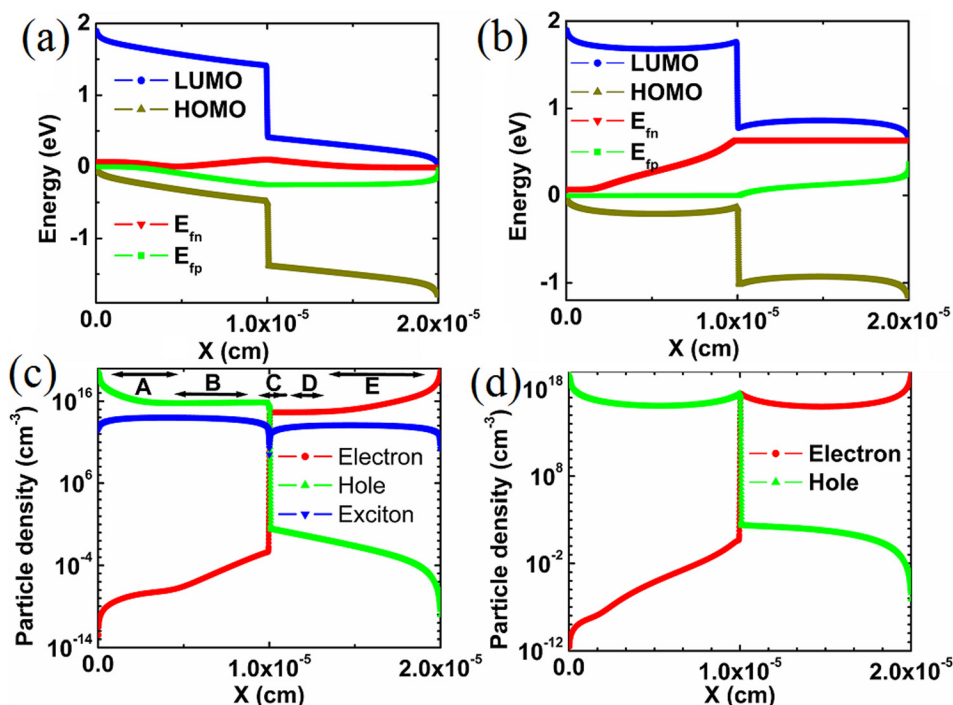 (a)
2
1
0
-1
Energy (eV)
LUMO
HOMO
E_fn
E_fp
0.0
1.0x10^-5
2.0x10^-5
X (cm)
(b)
2
1
0
-1
Energy (eV)
LUMO
HOMO
E_fn
E_fp
0.0
1.0x10^-5
2.0x10^-5
X (cm)
(c)
A B C D E
10^16
10^6
10^-4
10^-14
Particle density (cm^-3)
Electron
Hole
Exciton
0.0
1.0x10^-5
2.0x10^-5
X (cm)
(d)
10^18
10^8
10^-2
10^-12
Particle density (cm^-3)
Electron
Hole
0.0
1.0x10^-5
2.0x10^-5
X (cm)